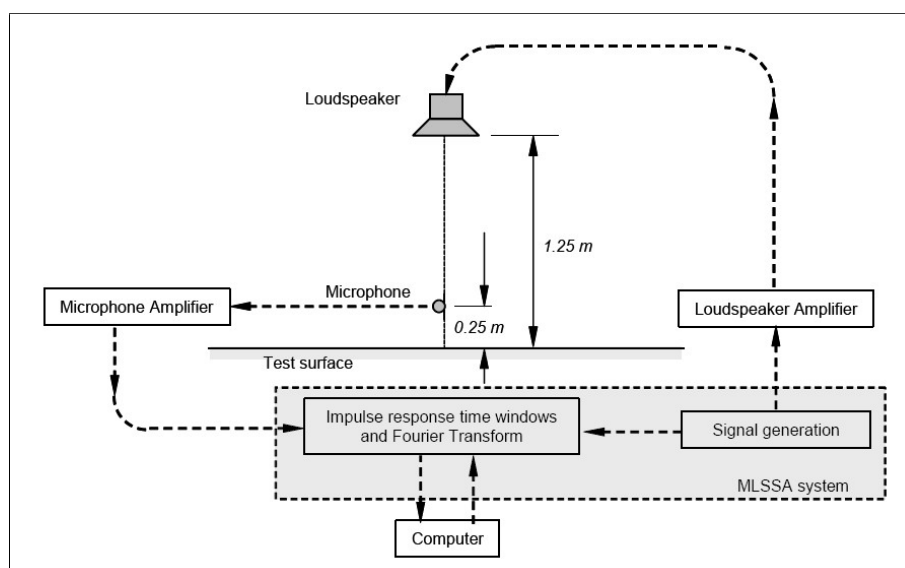 Loudspeaker
1.25 m
Microphone Amplifier
Microphone
0.25 m
Loudspeaker Amplifier
Test surface
Impulse response time windows
and Fourier Transform
Signal generation
MLSSA system
Computer